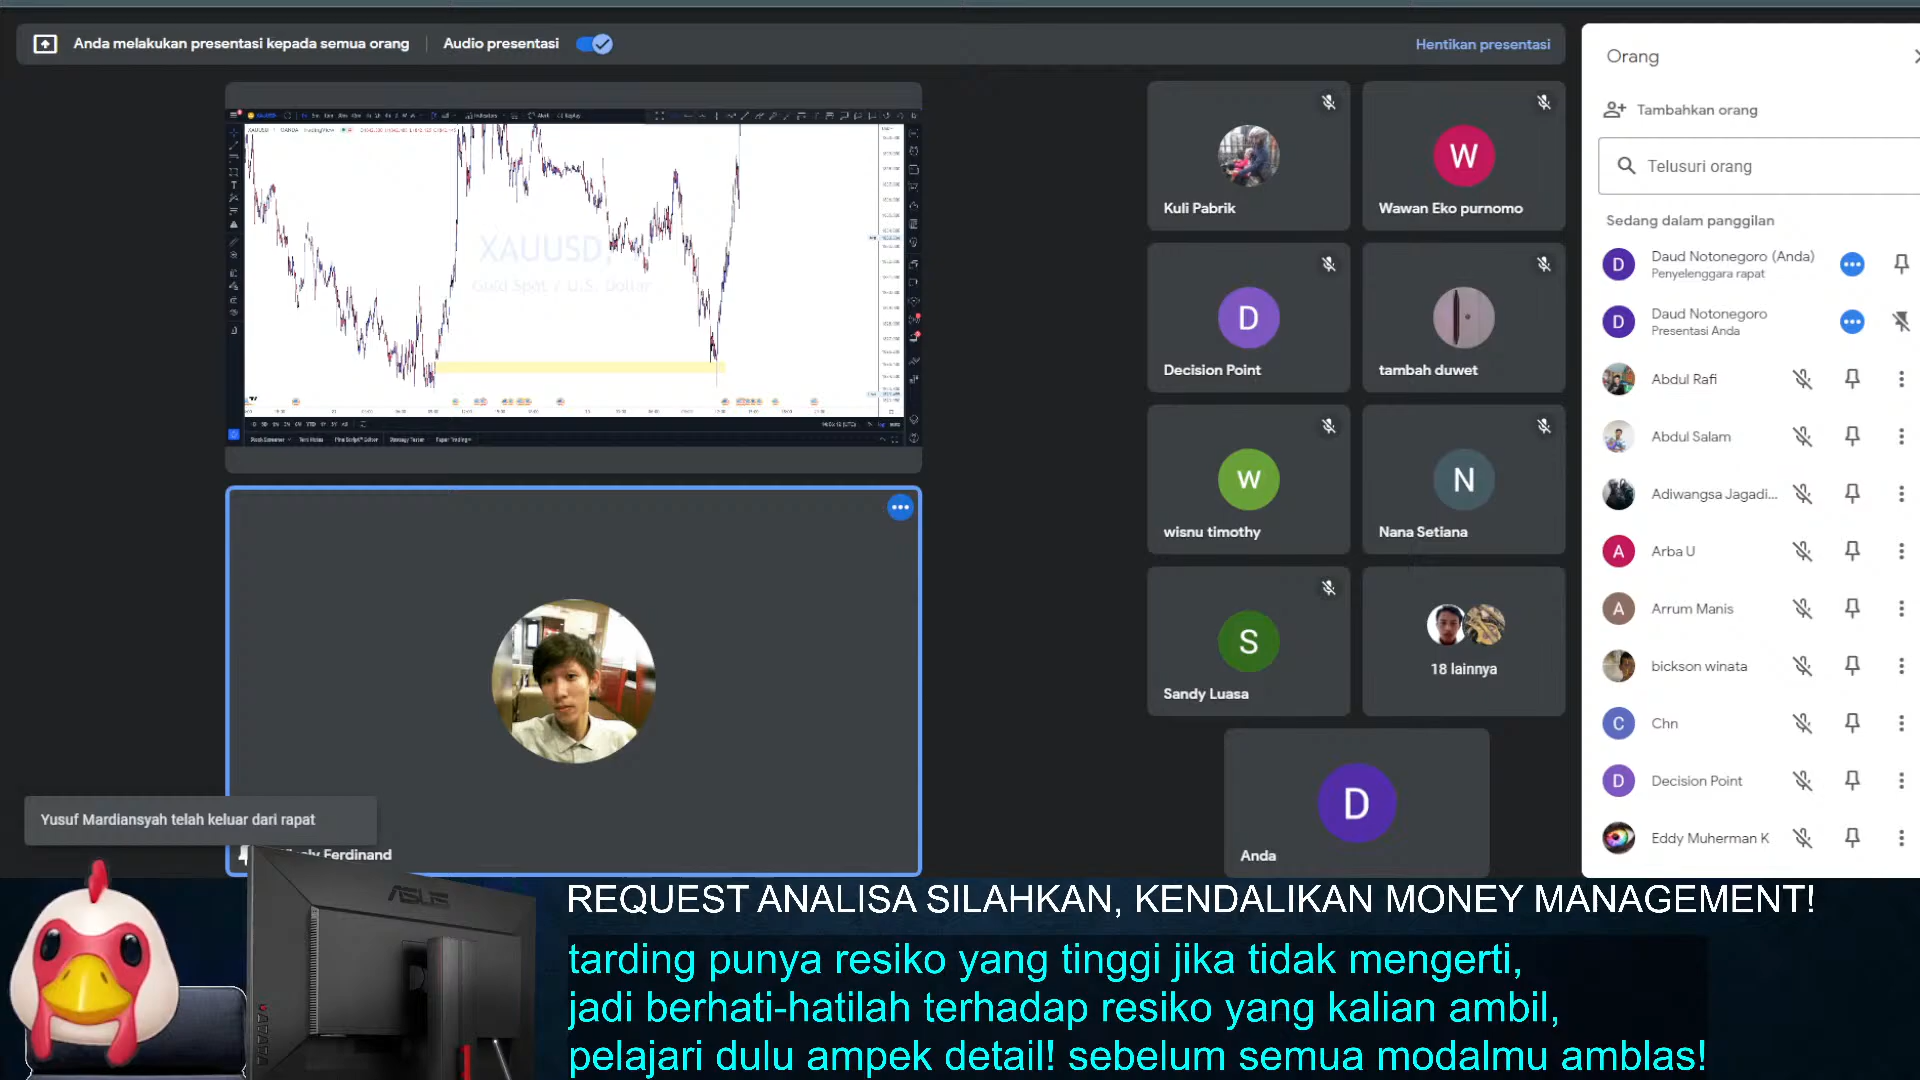 Anda melakukan presentasi kepada semua orang
Audio presentasi
Hentikan presentasi
XAUUSD,
Gold Spot / U.S. Dollar
Kuli Pabrik
W
Wawan Eko purnomo
D
Decision Point
tambah duwet
W
wisnu timothy
N
Nana Setiana
S
Sandy Luasa
18 lainnya
D
Anda
Yusuf Mardiansyah telah keluar dari rapat
Ferdinand
Orang
Tambahkan orang
Telusuri orang
Sedang dalam panggilan
D
Daud Notonegoro (Anda)
Penyelenggara rapat
D
Daud Notonegoro
Presentasi Anda
Abdul Rafi
Abdul Salam
Adiwangsa Jagadi...
A
Arba U
A
Arrum Manis
bickson winata
C
Chn
D
Decision Point
Eddy Muherman K
ASUS
REQUEST ANALISA SILAHKAN, KENDALIKAN MONEY MANAGEMENT!
tarding punya resiko yang tinggi jika tidak mengerti,
jadi berhati-hatilah terhadap resiko yang kalian ambil,
pelajari dulu ampek detail! sebelum semua modalmu amblas!